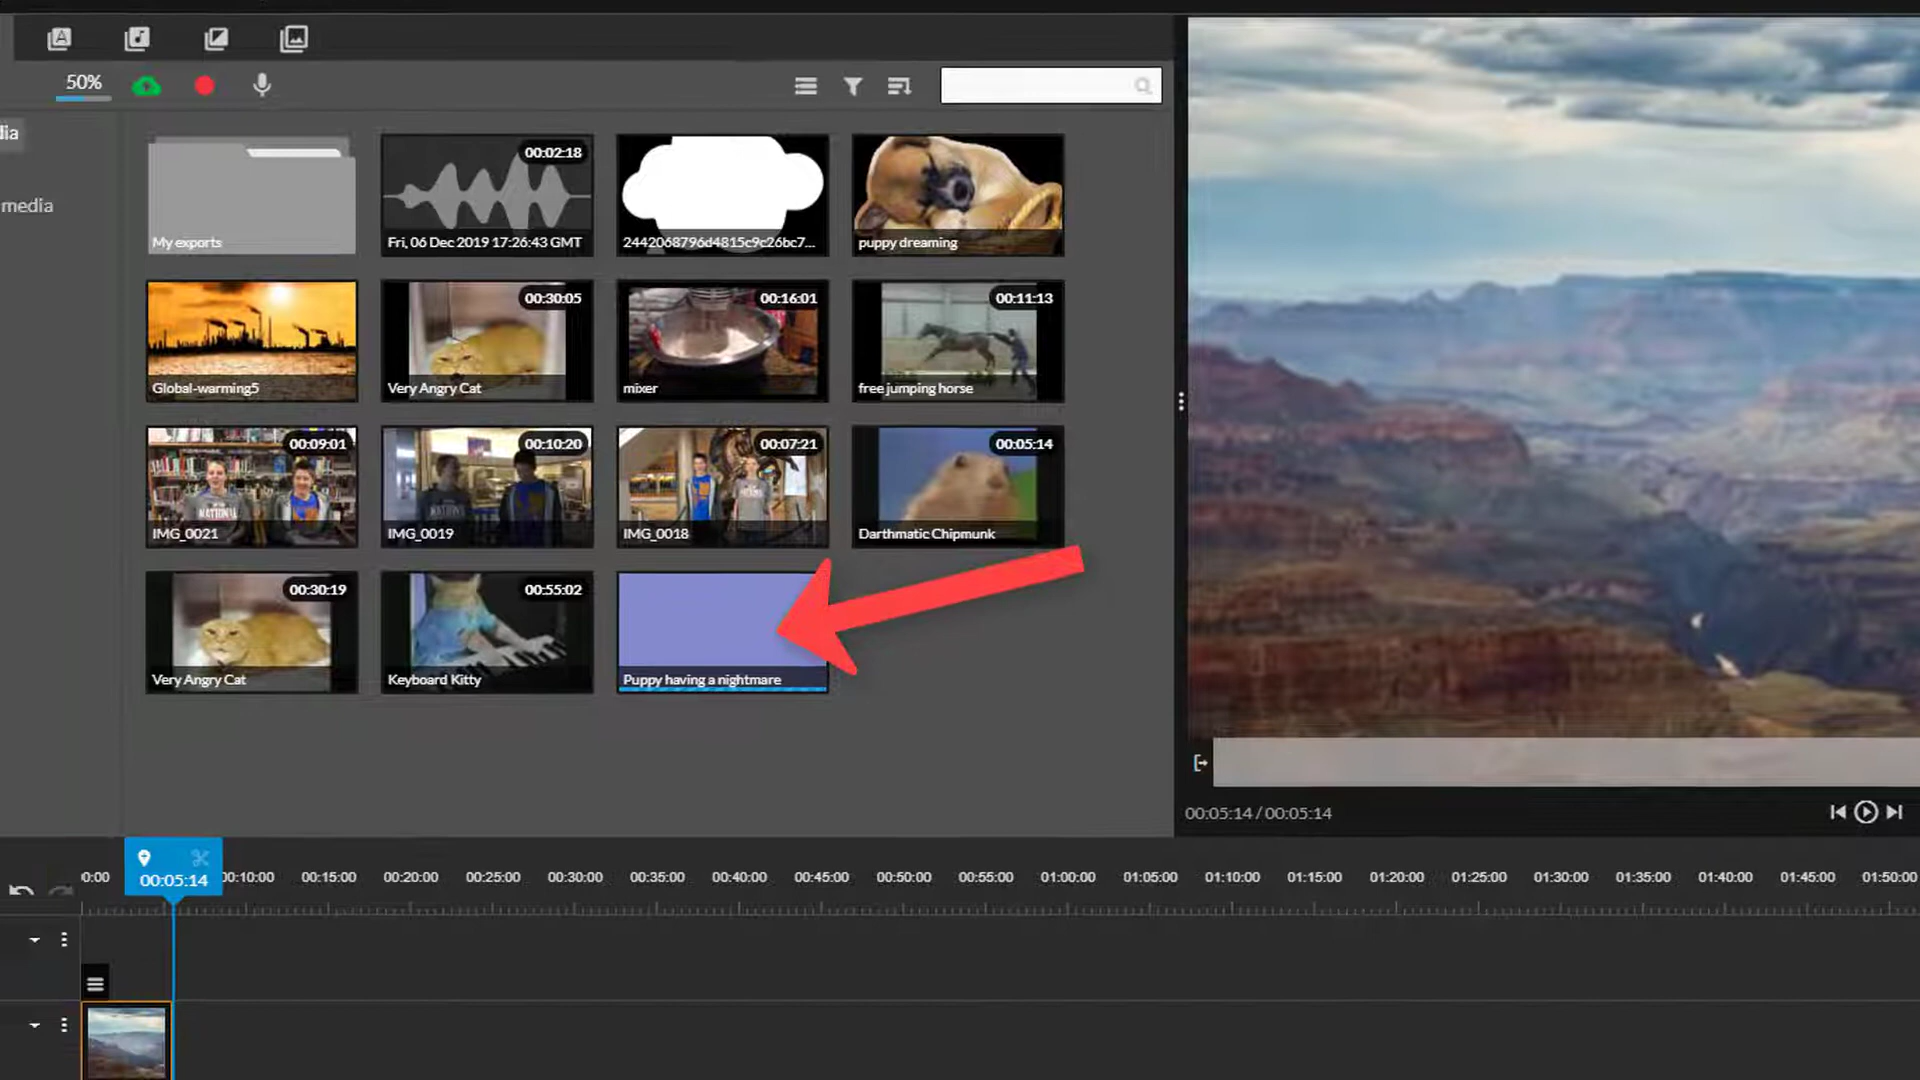 50%
dia
media
My exports
00:02:18
Fri, 06 Dec 2019 17:26:43 GMT
2442068796d4815c9c26bc7...
puppy dreaming
Global-warming5
00:30:05
Very Angry Cat
00:16:01
mixer
00:11:13
free jumping horse
00:09:01
IMG_0021
00:10:20
IMG_0019
00:07:21
IMG_0018
00:05:14
Darthmatic Chipmunk
00:30:19
Very Angry Cat
00:55:02
Keyboard Kitty
Puppy having a nightmare
00:05:14 / 00:05:14
00:05:14
0:00 00:10:00 00:15:00 00:20:00 00:25:00 00:30:00 00:35:00 00:40:00 00:45:00 00:50:00 00:55:00 01:00:00 01:05:00 01:10:00 01:15:00 01:20:00 01:25:00 01:30:00 01:35:00 01:40:00 01:45:00 01:50:00